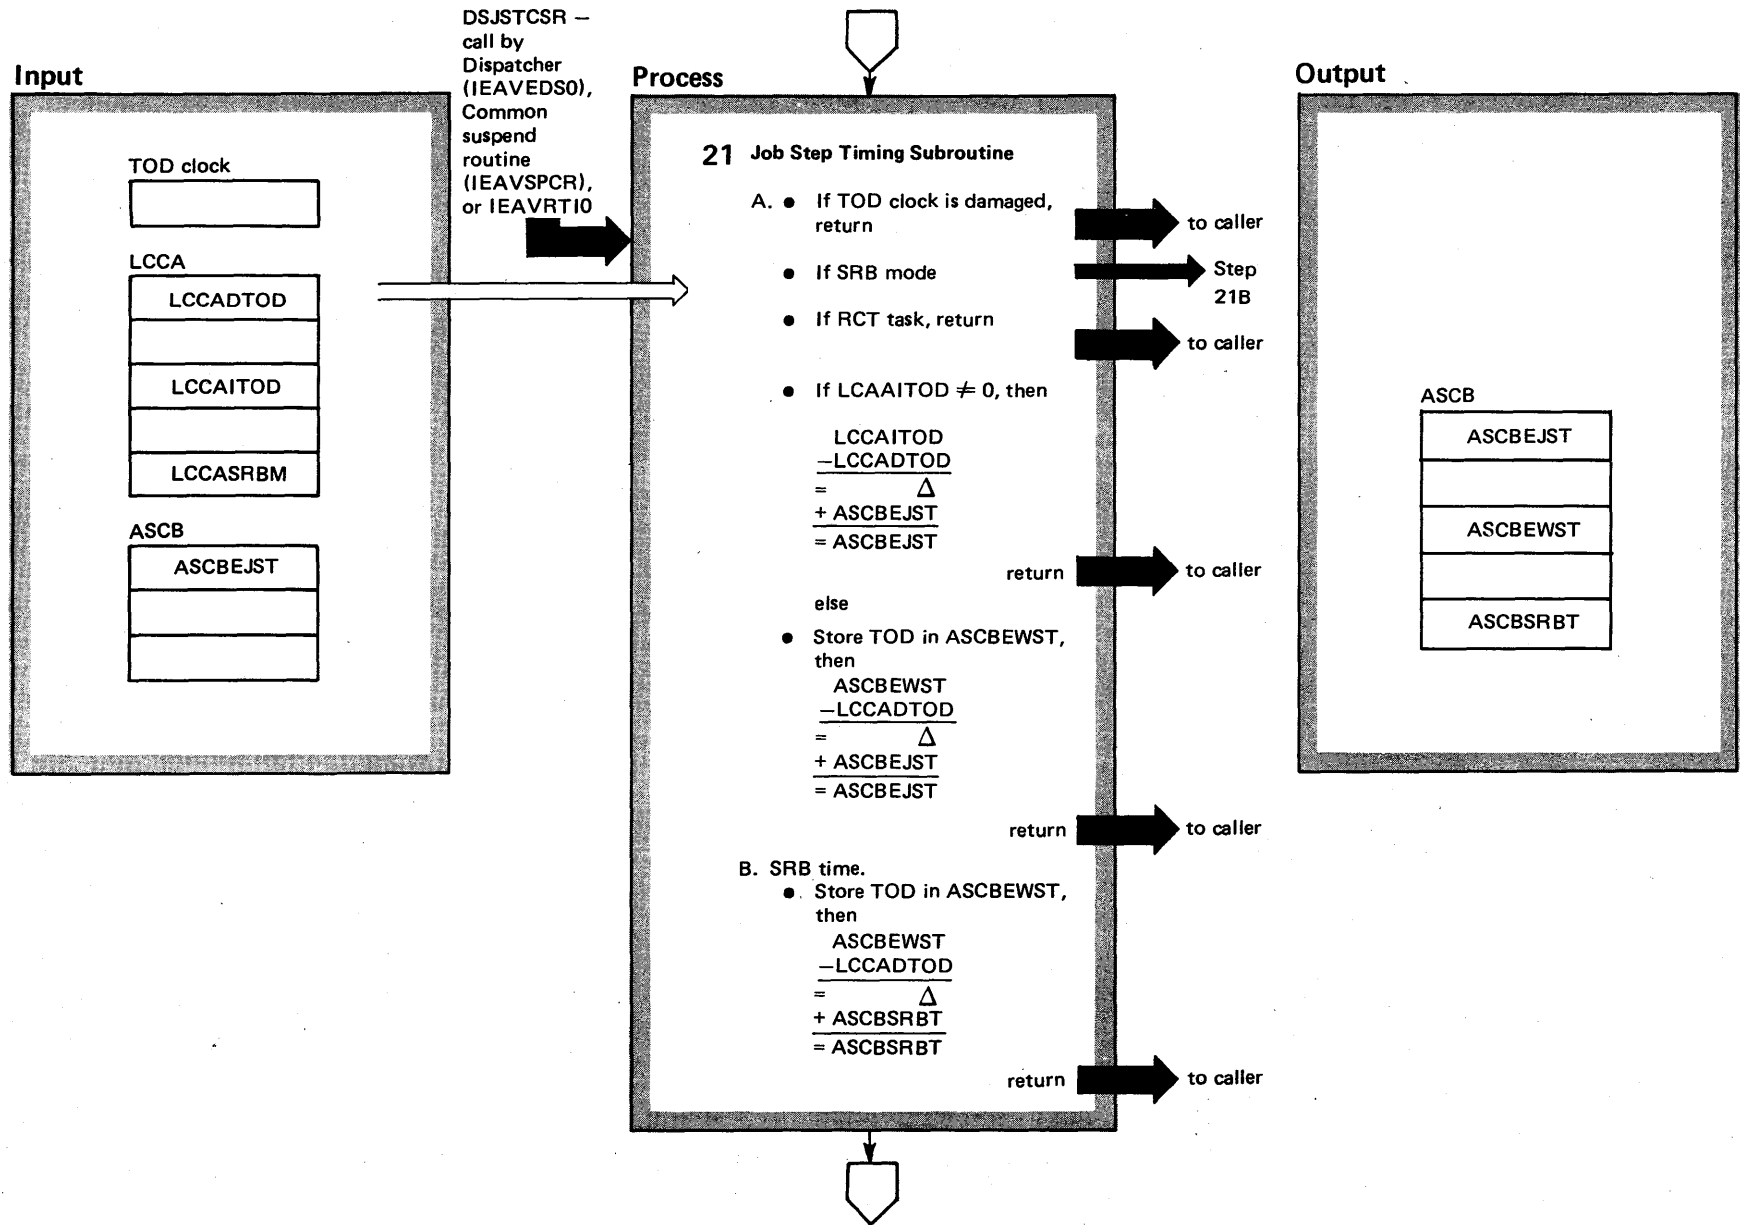 DSJSTCSR –
call by
Dispatcher
(IEAVEDS0),
Common
suspend
routine
(IEAVSPCR),
or IEAVRTI0
Input
TOD clock
LCCA
LCCADTOD
LCCAITOD
LCCASRBM
ASCB
ASCBEJST
Process
21 Job Step Timing Subroutine
A. ● If TOD clock is damaged,
return
to caller
● If SRB mode
Step
21B
● If RCT task, return
to caller
● If LCAAITOD ≠ 0, then
LCCAITOD
–LCCADTOD
= Δ
+ ASCBEJST
= ASCBEJST
return
to caller
else
● Store TOD in ASCBEWST,
then
ASCBEWST
–LCCADTOD
= Δ
+ ASCBEJST
= ASCBEJST
return
to caller
B. SRB time.
● Store TOD in ASCBEWST,
then
ASCBEWST
–LCCADTOD
= Δ
+ ASCBSRBT
= ASCBSRBT
return
to caller
Output
ASCB
ASCBEJST
ASCBEWST
ASCBSRBT